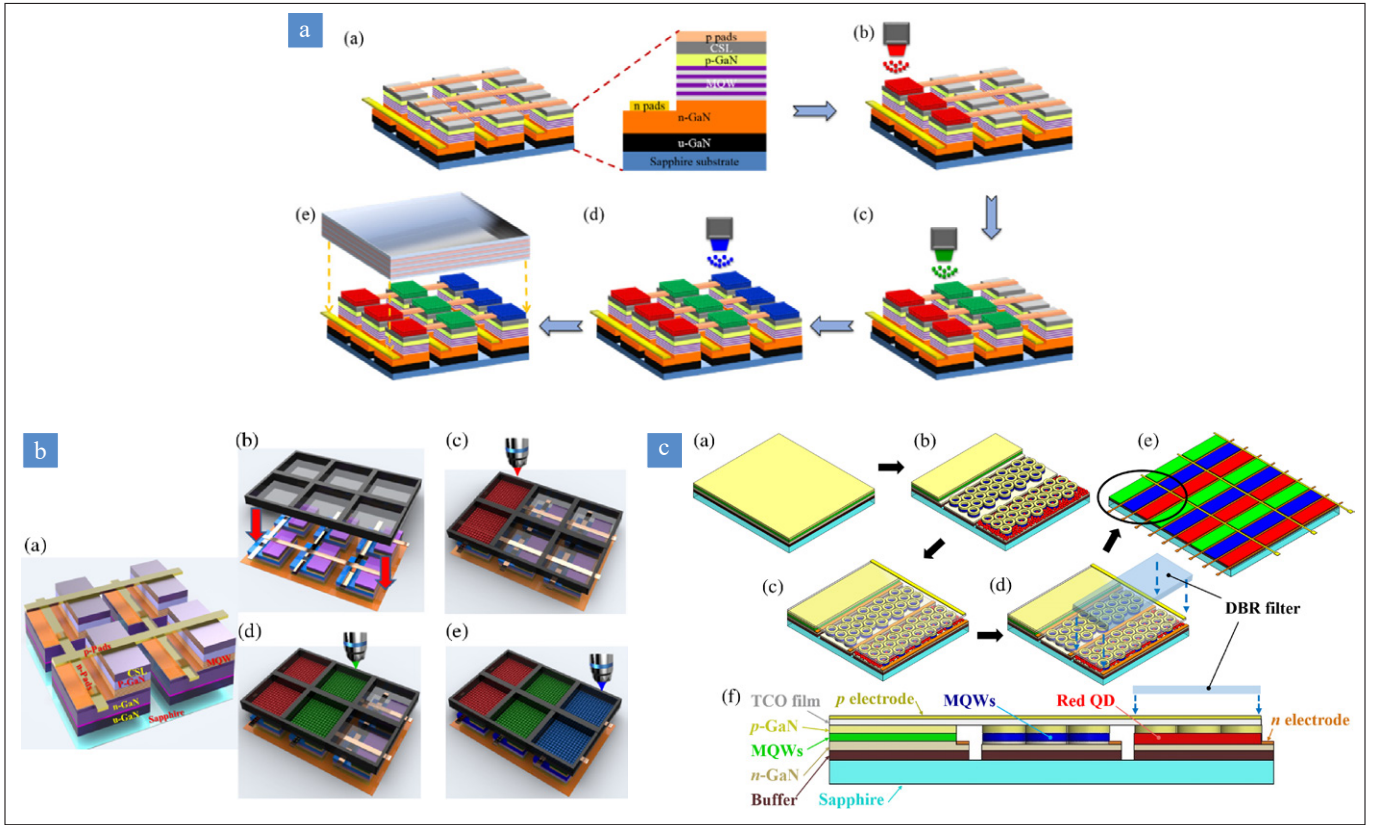 a
(a)
p pads
CSL
p-GaN
MQW
n pads
n-GaN
u-GaN
Sapphire substrate
(b)
(e)
(d)
(c)
b
(a)
p-Pads
n-Pads
CSL
P-GaN
MQW
n-GaN
u-GaN
Sapphire
(b)
(c)
(d)
(e)
c
(a)
(b)
(e)
(c)
(d)
DBR filter
(f)
TCO film
p electrode
MQWs
Red QD
n electrode
p-GaN
MQWs
n-GaN
Buffer
Sapphire